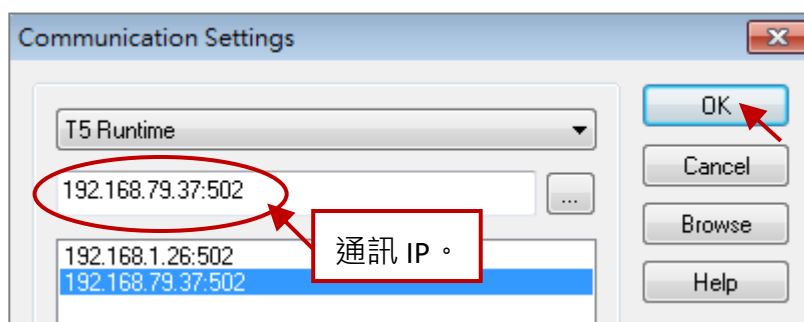 Communication Settings
T5 Runtime
OK
192.168.79.37:502
...
Cancel
通訊 IP。
Browse
192.168.1.26:502
192.168.79.37:502
Help